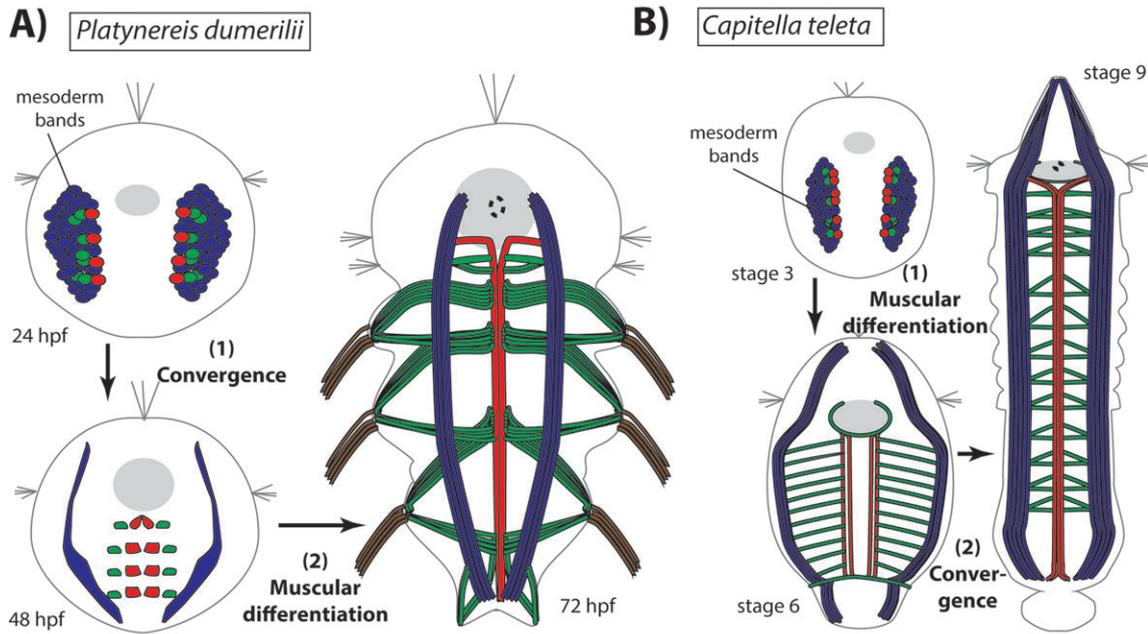 A)
Platynereis dumerilii
mesoderm
bands
24 hpf
(1)
Convergence
48 hpf
(2)
Muscular
differentiation
72 hpf
B)
Capitella teleta
stage 9
mesoderm
bands
stage 3
(1)
Muscular
differentiation
stage 6
(2)
Conver-
gence